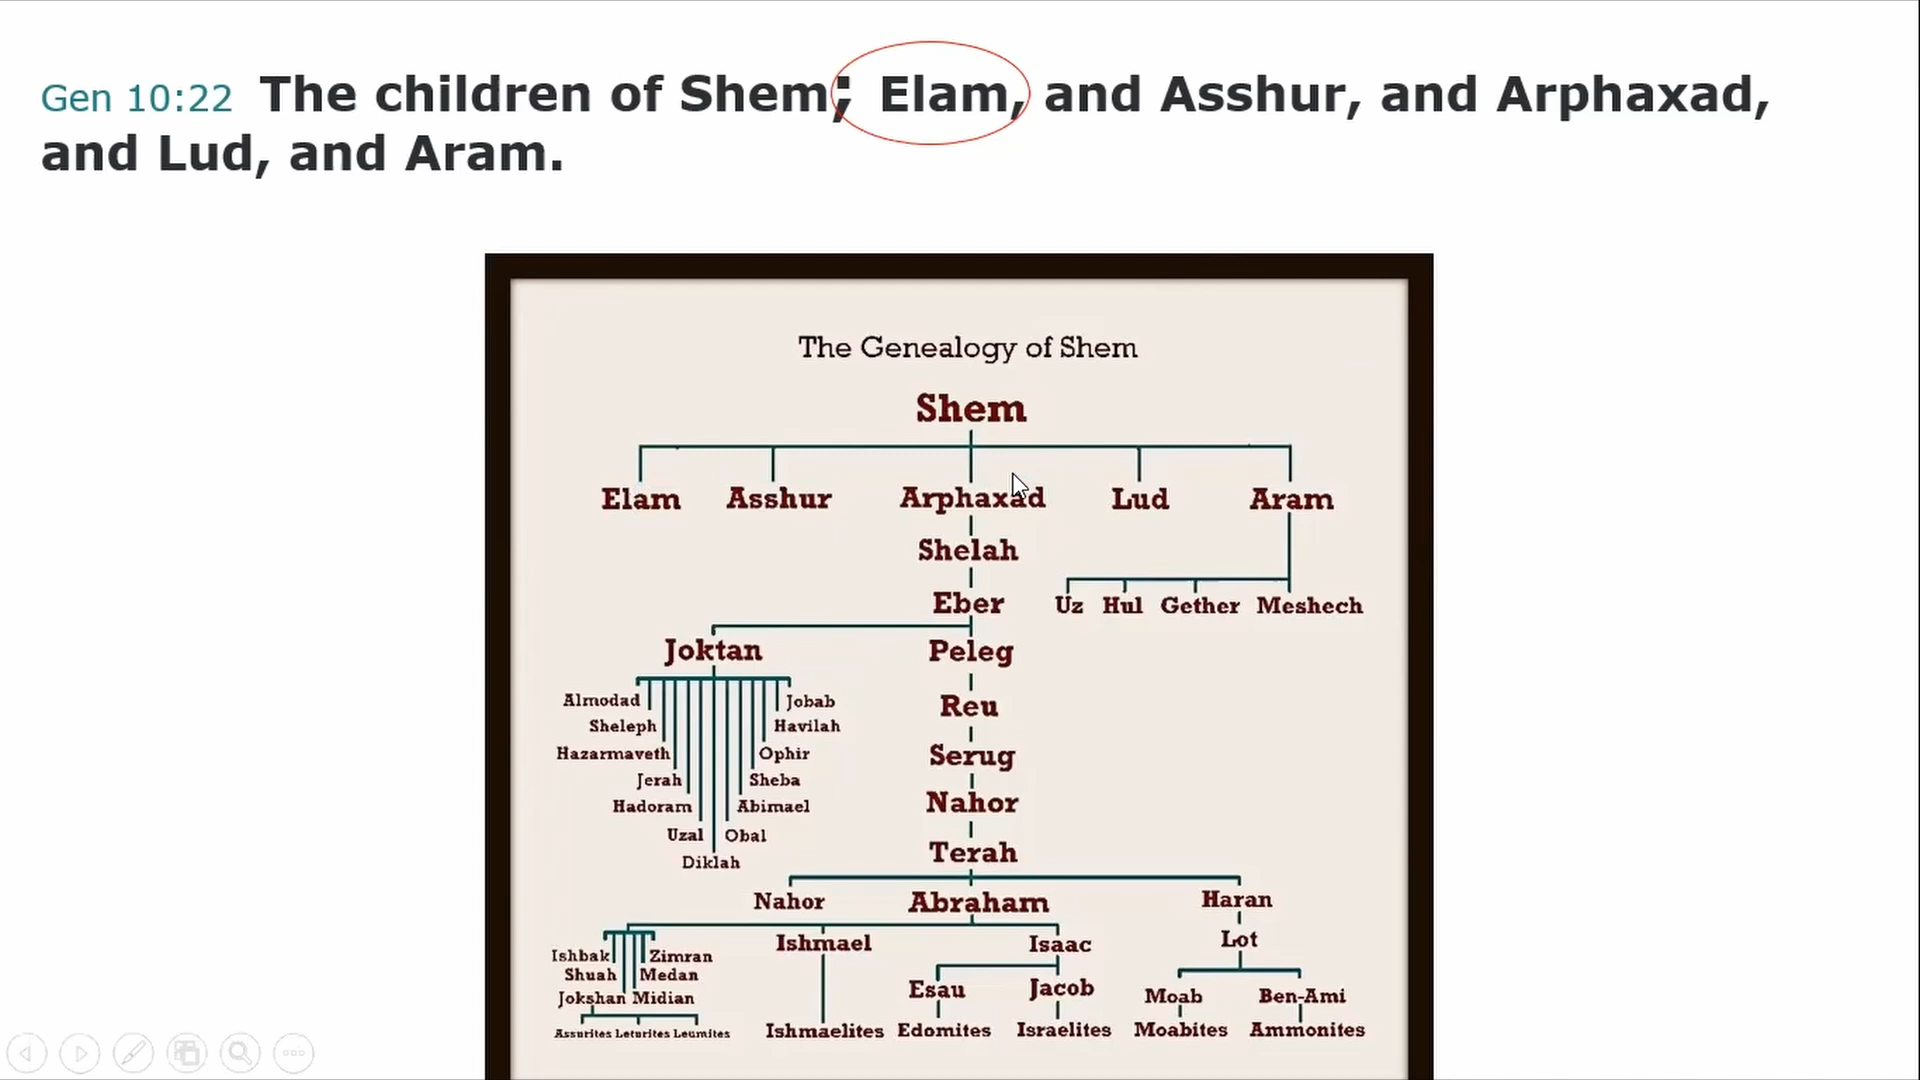 Gen 10:22 The children of Shem; Elam, and Asshur, and Arphaxad,
and Lud, and Aram.
The Genealogy of Shem
Shem
Elam Asshur Arphaxad Lud Aram
Shelah
Eber Uz Hul Gether Meshech
Joktan Peleg
Almodad Jobab Reu
Sheleph Havilah
Hazarmaveth Ophir Serug
Jerah Sheba
Hadoram Abimael Nahor
Uzal Obal
Diklah Terah
Nahor Abraham Haran
Ishmael Isaac Lot
Ishbak Zimran
Shuah Medan
Esau Jacob
Jokshan Midian Moab Ben-Ami
Assurites Leturites Leumites Ishmaelites Edomites Israelites Moabites Ammonites